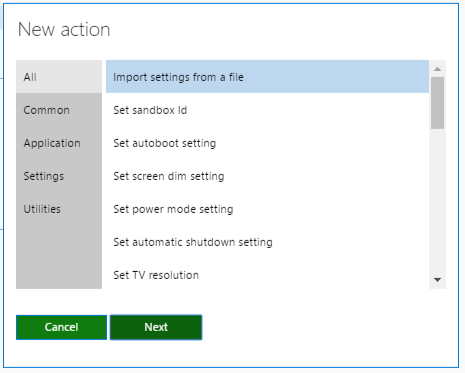 New action
All
Common
Application
Settings
Utilities
Import settings from a file
Set sandbox Id
Set autoboot setting
Set screen dim setting
Set power mode setting
Set automatic shutdown setting
Set TV resolution
Cancel
Next